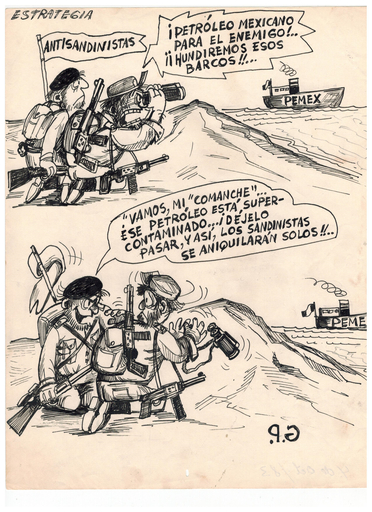 ESTRATEGIA
ANTISANDINISTAS
¡PETRÓLEO MEXICANO
PARA EL ENEMIGO!..
¡¡HUNDIREMOS ESOS
BARCOS!!...
PEMEX
"VAMOS, MI "COMANCHE",..
ÉSE PETRÓLEO ESTÁ, SUPER-
CONTAMINADO.../ DÉJELO
PASAR, Y ASÍ, LOS SANDINISTAS
SE ANIQUILARÁN SOLOS!!..
PEME